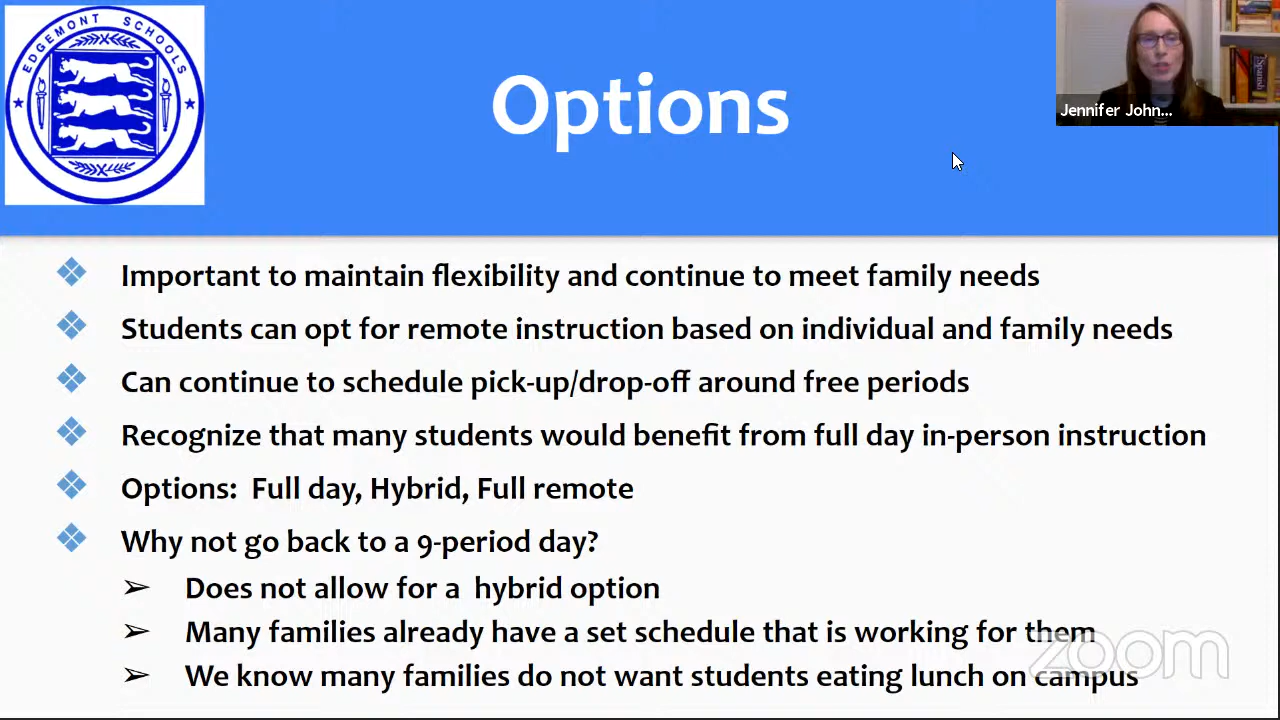 EDGEMONT SCHOOLS
Options
Jennifer John...
Spanish
Important to maintain flexibility and continue to meet family needs
Students can opt for remote instruction based on individual and family needs
Can continue to schedule pick-up/drop-off around free periods
Recognize that many students would benefit from full day in-person instruction
Options:  Full day, Hybrid, Full remote
Why not go back to a 9-period day?
Does not allow for a  hybrid option
Many families already have a set schedule that is working for them
We know many families do not want students eating lunch on campus
zoom